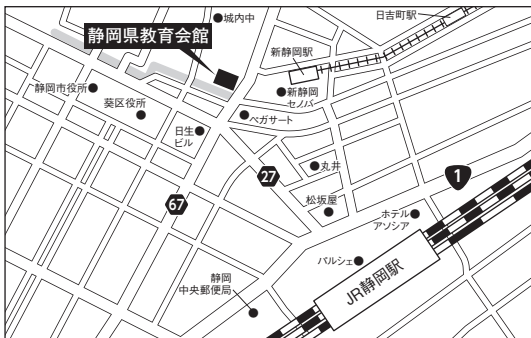 城内中
日吉町駅
静岡県教育会館
新静岡駅
静岡市役所
新静岡
セノバ
葵区役所
ペガサート
日生
ビル
丸井
27
1
67
松坂屋
ホテル
アソシア
パルシェ
JR静岡駅
静岡
中央郵便局